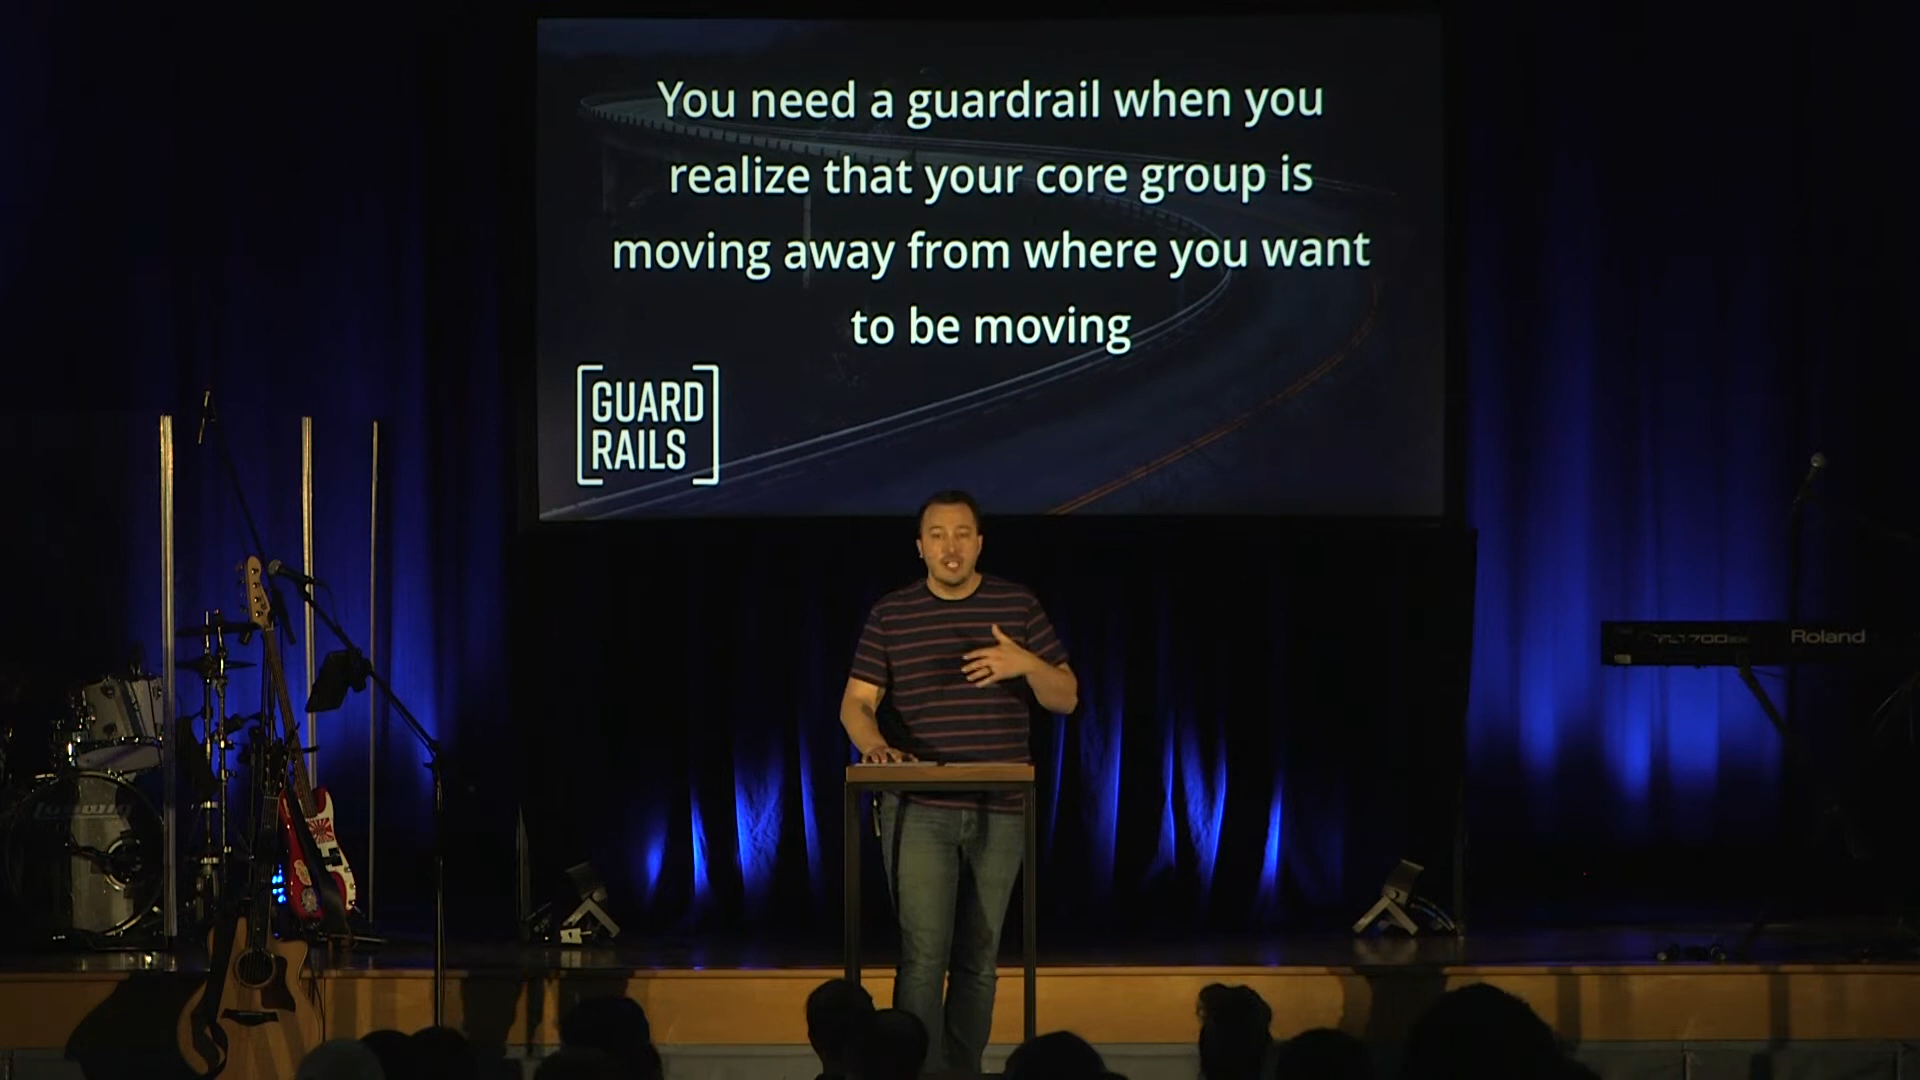 You need a guardrail when you
realize that your core group is
moving away from where you want
to be moving
GUARD
RAILS
Roland
Ludwig